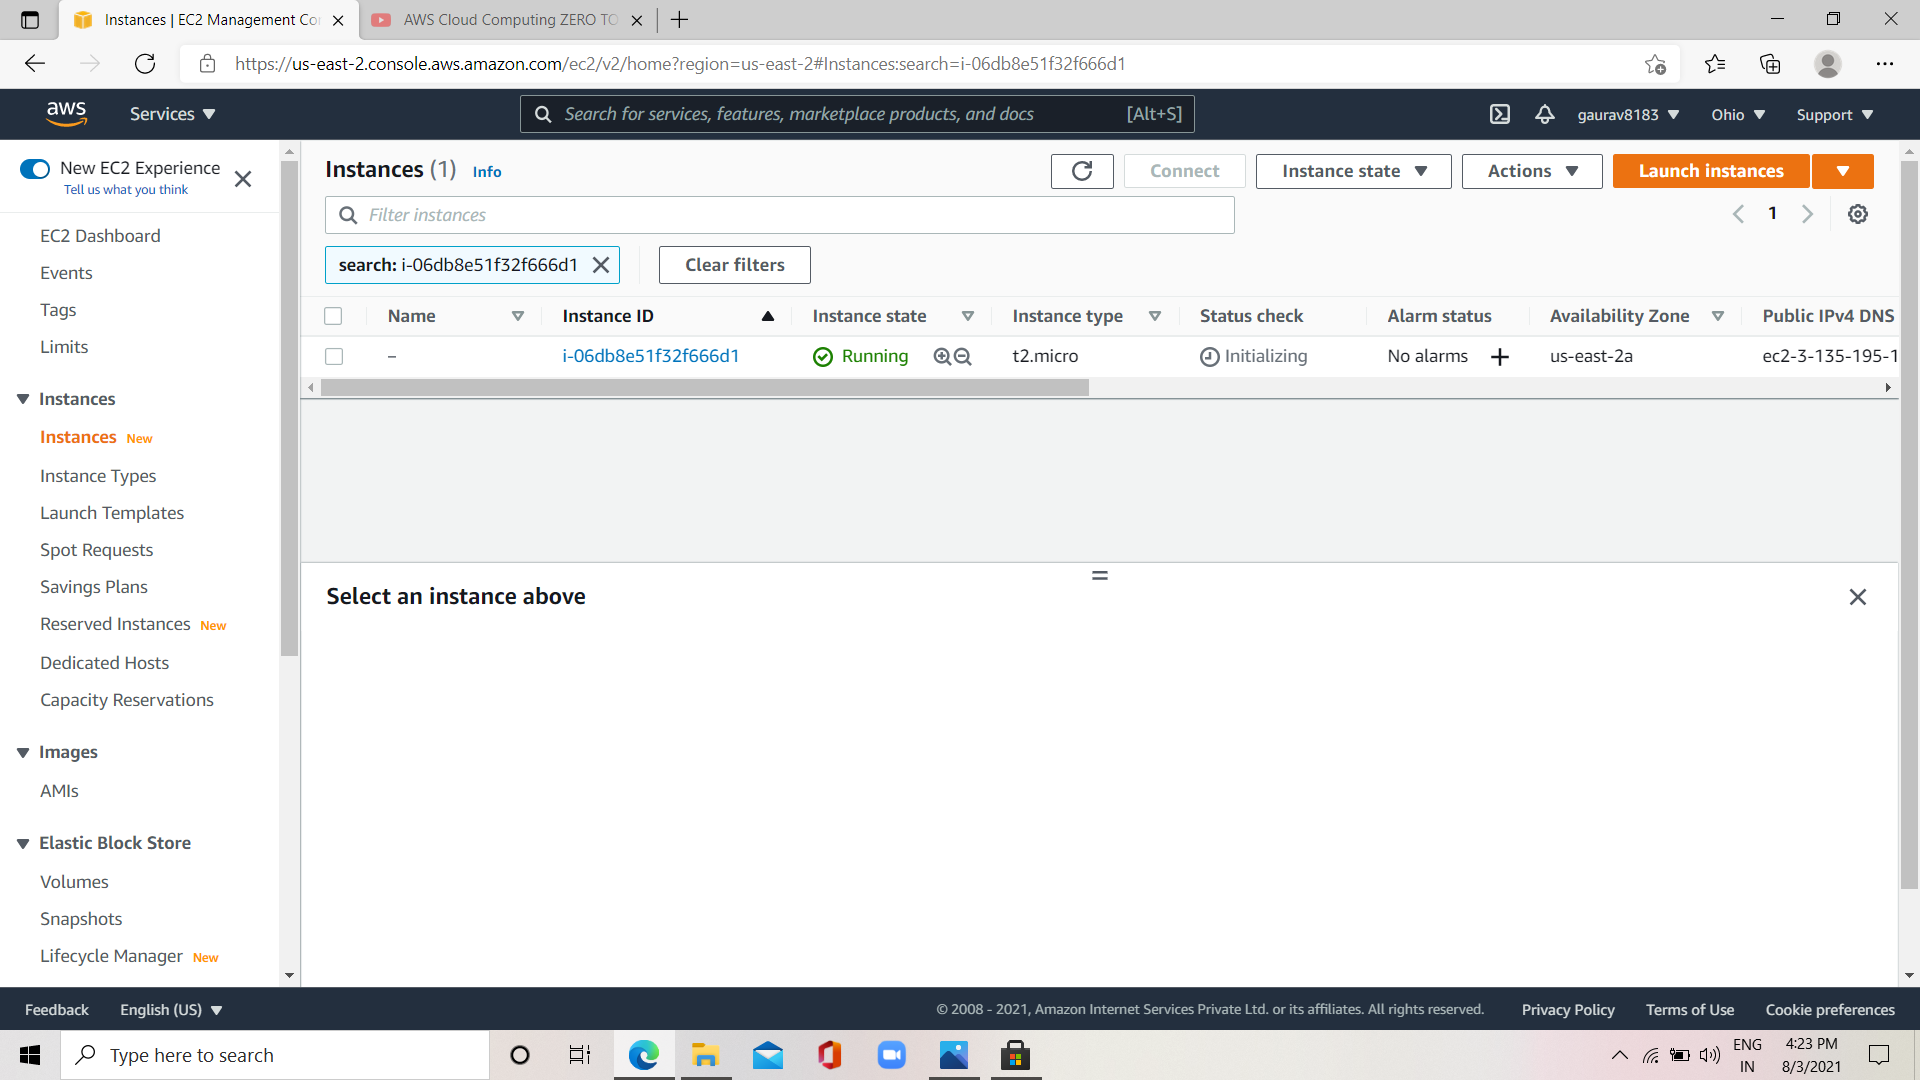 Instances | EC2 Management Co
AWS Cloud Computing ZERO TO
https://us-east-2.console.aws.amazon.com/ec2/v2/home?region=us-east-2#Instances:search=i-06db8e51f32f666d1
aws
Services
Search for services, features, marketplace products, and docs [Alt+S]
gaurav8183
Ohio
Support
New EC2 Experience
Tell us what you think
EC2 Dashboard
Events
Tags
Limits
Instances
Instances New
Instance Types
Launch Templates
Spot Requests
Savings Plans
Reserved Instances New
Dedicated Hosts
Capacity Reservations
Images
AMIs
Elastic Block Store
Volumes
Snapshots
Lifecycle Manager New
Instances (1) Info
Connect
Instance state
Actions
Launch instances
Filter instances
1
search: i-06db8e51f32f666d1
Clear filters
Name Instance ID Instance state Instance type Status check Alarm status Availability Zone Public IPv4 DNS
– i-06db8e51f32f666d1 Running t2.micro Initializing No alarms + us-east-2a ec2-3-135-195-1
Select an instance above
Feedback English (US) © 2008 - 2021, Amazon Internet Services Private Ltd. or its affiliates. All rights reserved. Privacy Policy Terms of Use Cookie preferences
Type here to search
ENG
IN
4:23 PM
8/3/2021